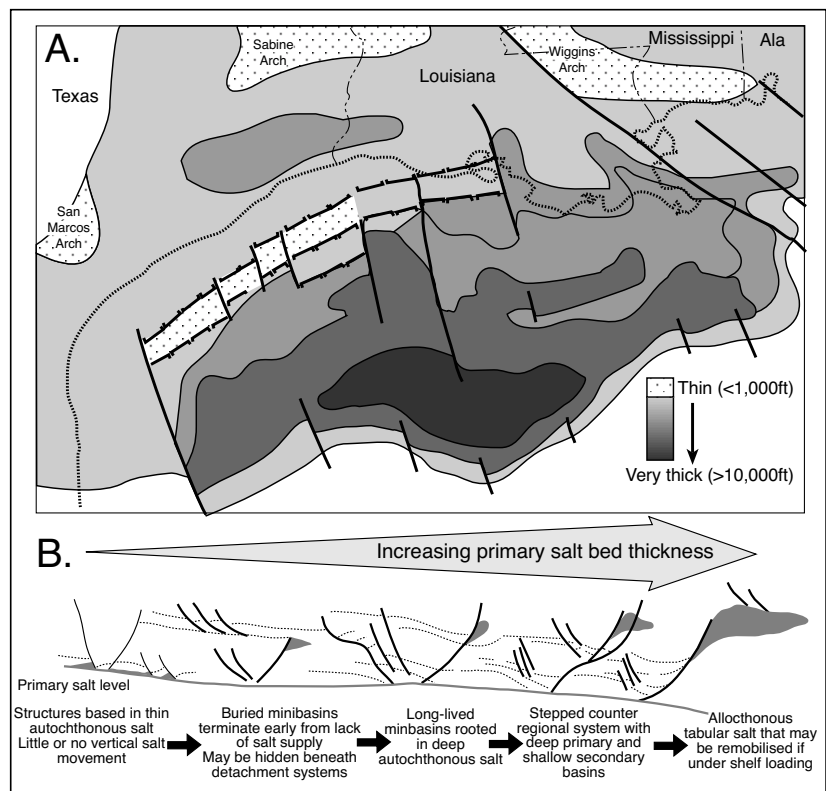 A.
Sabine
Arch
Mississippi
Ala
Wiggins
Arch
Louisiana
Texas
San
Marcos
Arch
Thin (<1,000ft)
Very thick (>10,000ft)
B.
Increasing primary salt bed thickness
Primary salt level
Structures based in thin
autochthonous salt
Little or no vertical salt
movement
Buried minibasins
terminate early from lack
of salt supply
May be hidden beneath
detachment systems
Long-lived
minbasins rooted
in deep
autochthonous salt
Stepped counter
regional system with
deep primary and
shallow secondary
basins
Allocthonous
tabular salt that may
be remobilised if
under shelf loading